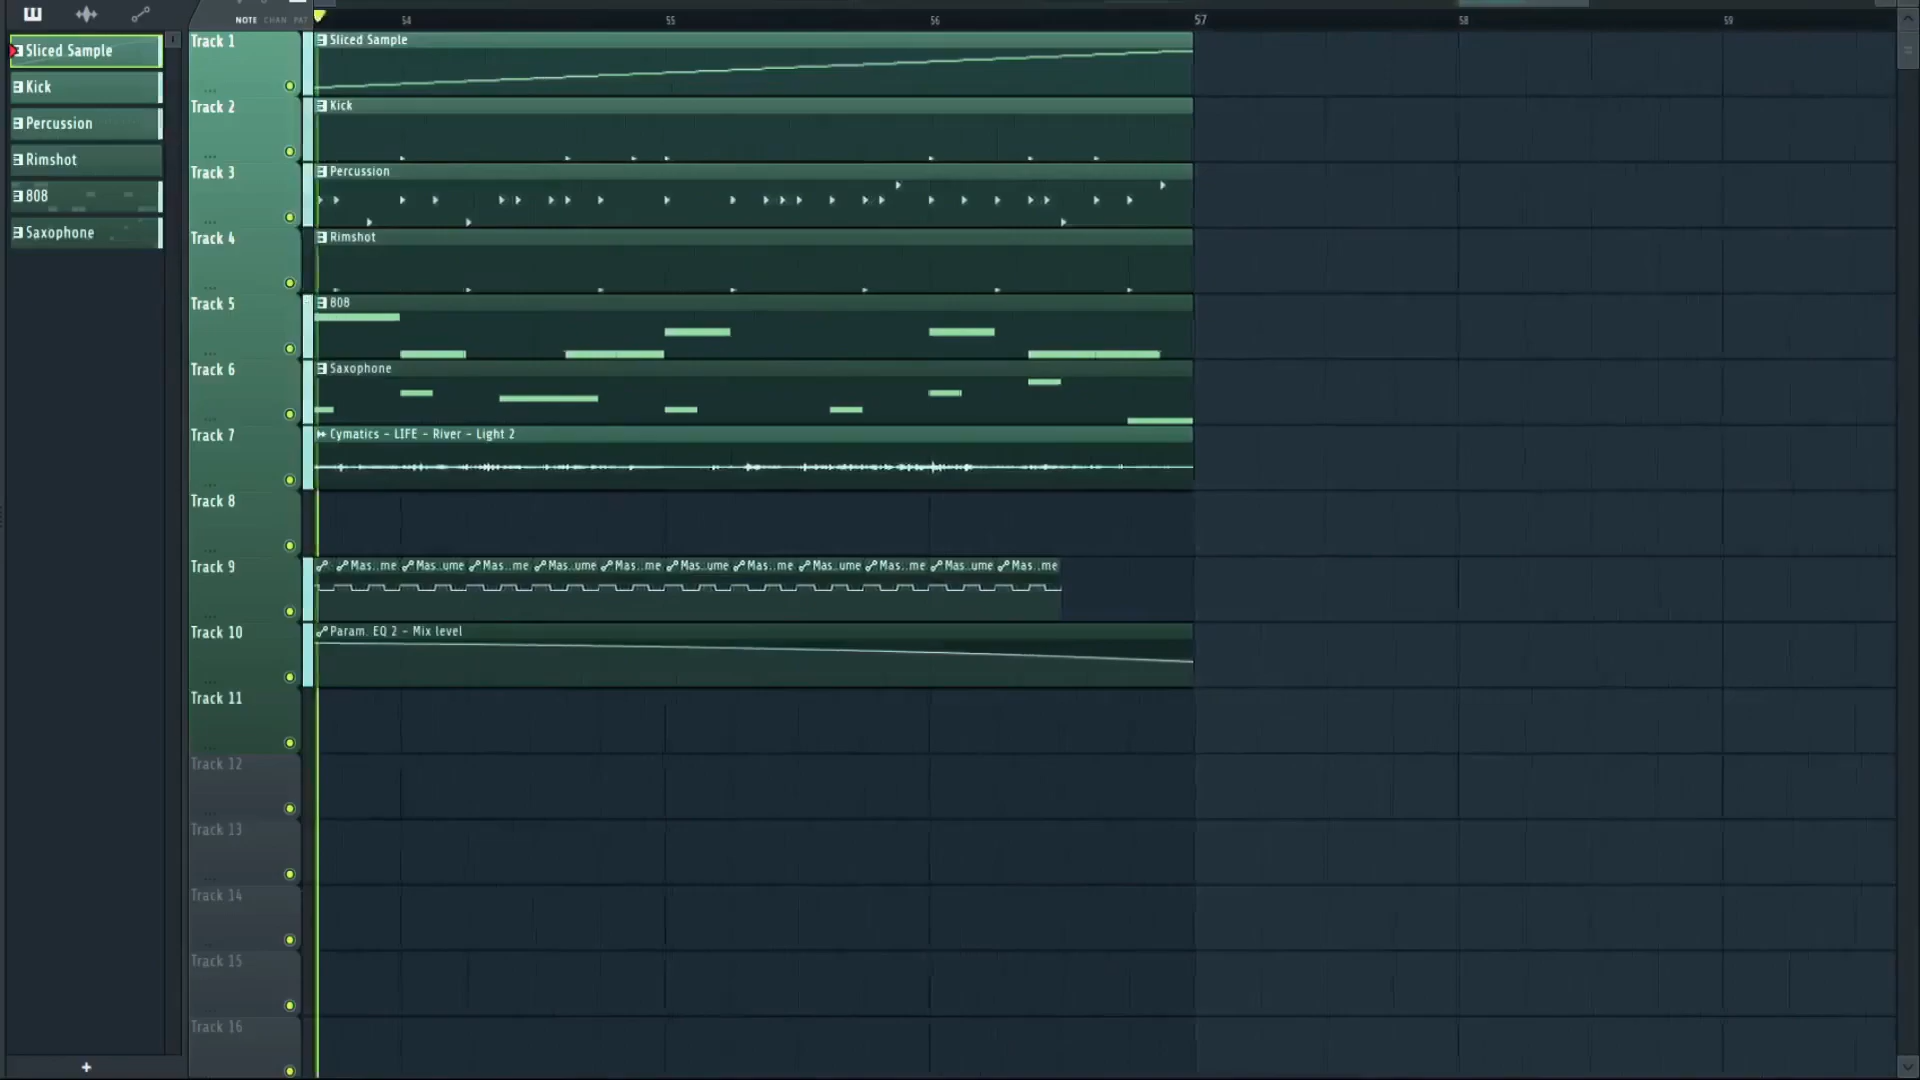 NOTE CHAN PAT
54 55 56 57 58 59
Sliced Sample
Kick
Percussion
Rimshot
808
Saxophone
+
Track 1
Sliced Sample
Track 2
Kick
Track 3
Percussion
Track 4
Rimshot
Track 5
808
Track 6
Saxophone
Track 7
Cymatics - LIFE - River - Light 2
Track 8
Track 9
Mas..me Mas..ume Mas..me Mas..ume Mas..me Mas..ume Mas..me Mas..ume Mas..me Mas..ume Mas..me
Track 10
Param. EQ 2 - Mix level
Track 11
Track 12
Track 13
Track 14
Track 15
Track 16